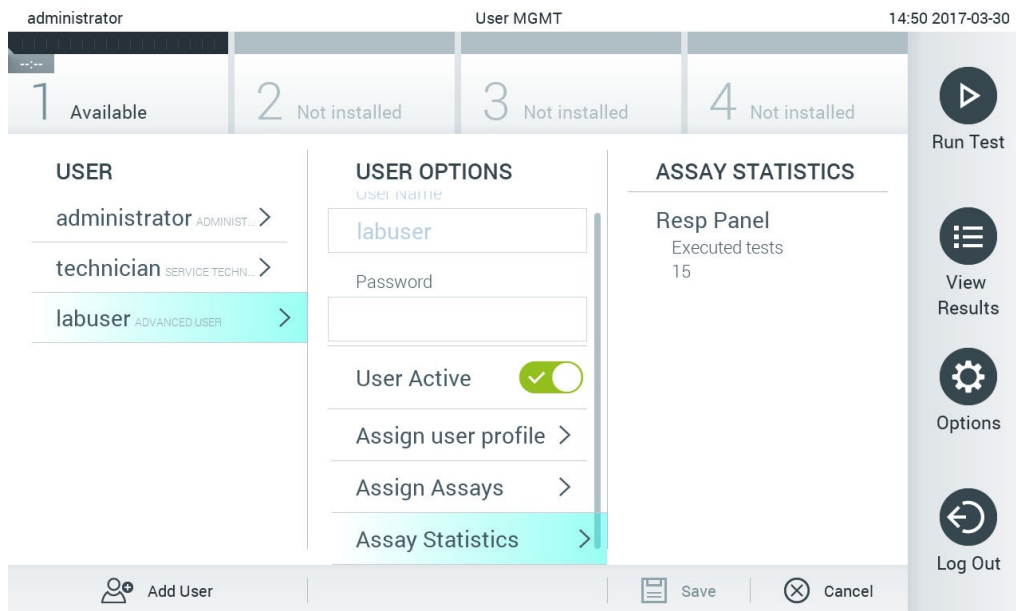 administrator
User MGMT
14:50 2017-03-30
--:--
1 Available
2 Not installed
3 Not installed
4 Not installed
USER
administrator ADMINIST...
technician SERVICE TECHN...
labuser ADVANCED USER
USER OPTIONS
User Name
labuser
Password
User Active
Assign user profile
Assign Assays
Assay Statistics
ASSAY STATISTICS
Resp Panel
Executed tests
15
Run Test
View
Results
Options
Log Out
Add User
Save
Cancel